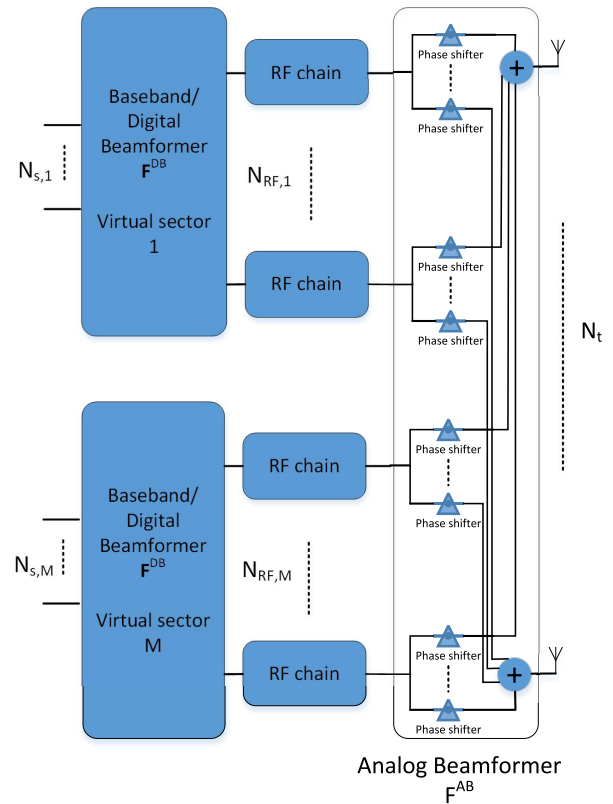 Baseband/
Digital
Beamformer
F^DB
Virtual sector
1
N_s,1
RF chain
N_RF,1
RF chain
Phase shifter
Phase shifter
Phase shifter
Phase shifter
+
N_t
Baseband/
Digital
Beamformer
F^DB
Virtual sector
M
N_s,M
RF chain
N_RF,M
RF chain
Phase shifter
Phase shifter
Phase shifter
Phase shifter
+
Analog Beamformer
F^AB